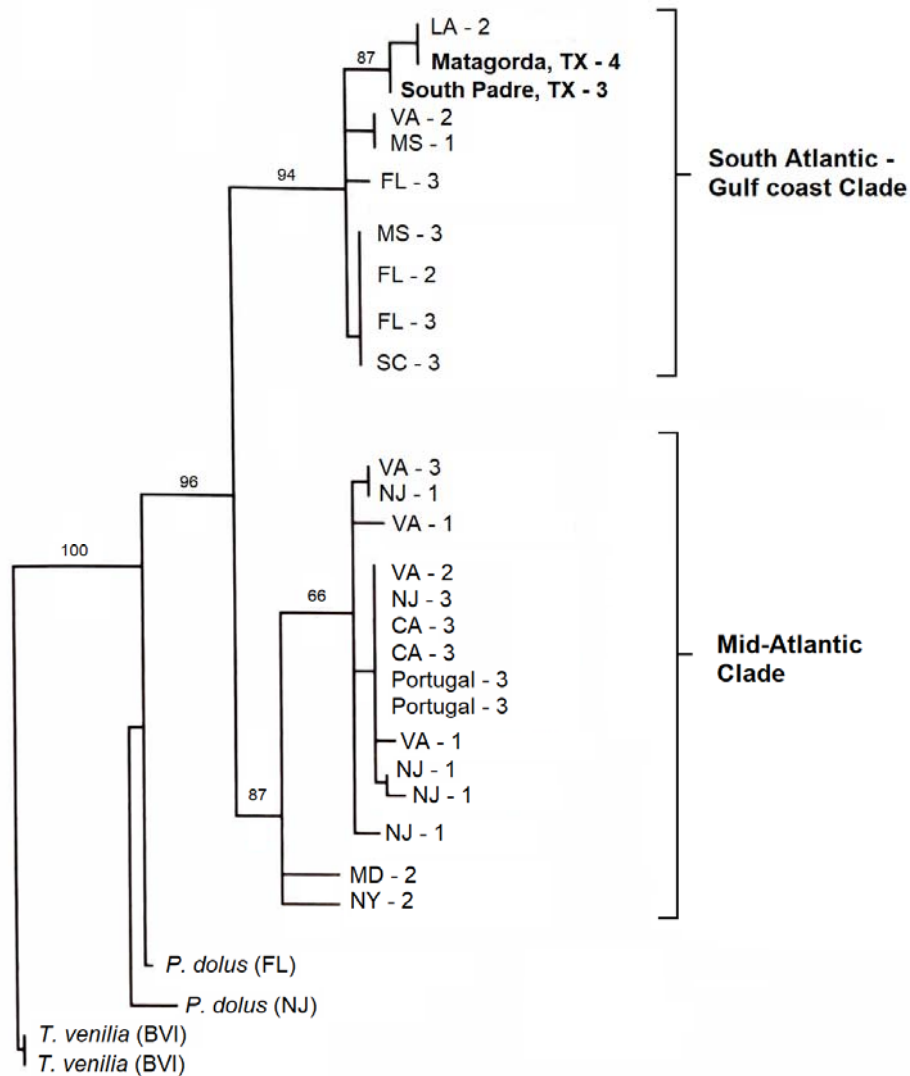 LA - 2
87
Matagorda, TX - 4
South Padre, TX - 3
VA - 2
MS - 1
South Atlantic -
Gulf coast Clade
94
FL - 3
MS - 3
FL - 2
FL - 3
SC - 3
VA - 3
NJ - 1
96
VA - 1
100
VA - 2
66
NJ - 3
CA - 3
CA - 3
Mid-Atlantic
Clade
Portugal - 3
Portugal - 3
VA - 1
NJ - 1
87
NJ - 1
NJ - 1
MD - 2
NY - 2
P. dolus (FL)
P. dolus (NJ)
T. venilia (BVI)
T. venilia (BVI)